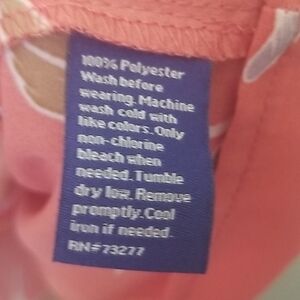 100% Polyester
Wash before
wearing. Machine
wash cold with
like colors. Only
non-chlorine
bleach when
needed. Tumble
dry low. Remove
promptly. Cool
iron if needed.
RN#73277